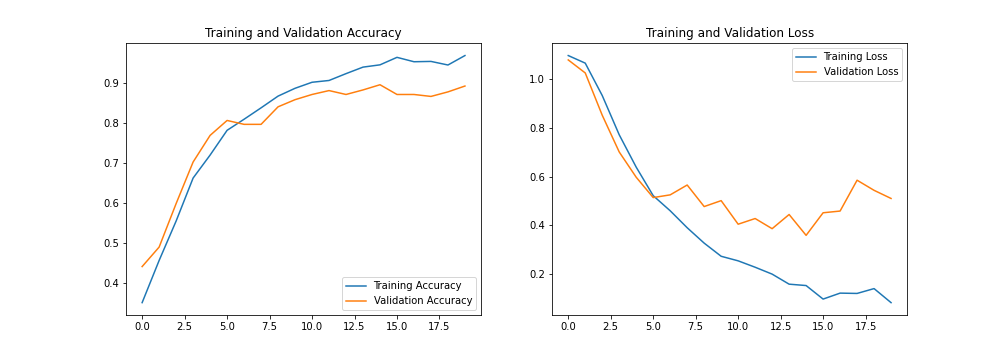 Training and Validation Accuracy
0.9
0.8
0.7
0.6
0.5
0.4
Training Accuracy
Validation Accuracy
0.0 2.5 5.0 7.5 10.0 12.5 15.0 17.5
Training and Validation Loss
Training Loss
Validation Loss
1.0
0.8
0.6
0.4
0.2
0.0 2.5 5.0 7.5 10.0 12.5 15.0 17.5